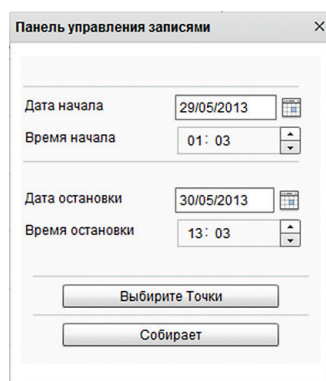 Панель управления записями
Дата начала 29/05/2013
Время начала 01: 03
Дата остановки 30/05/2013
Время остановки 13: 03
Выбирите Точки
Собирает